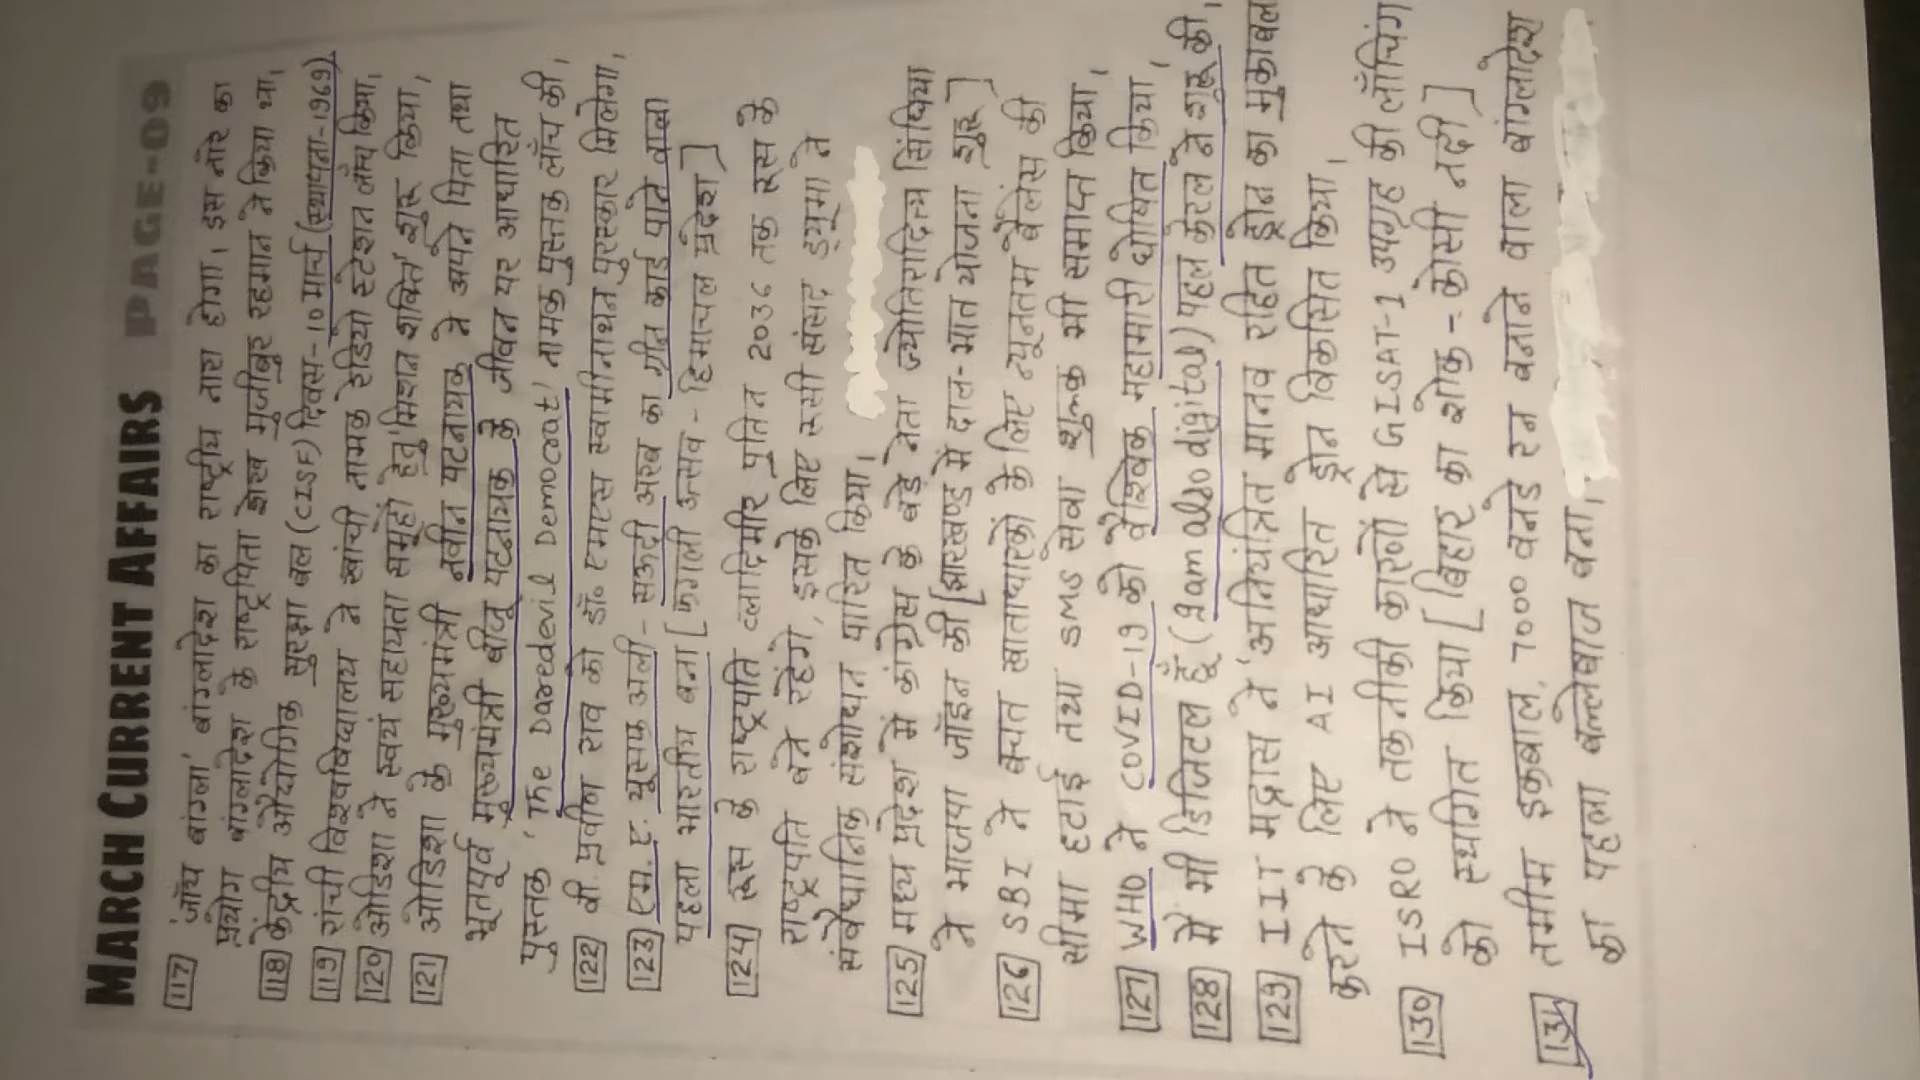 MARCH CURRENT AFFAIRS PAGE-09
117 'जॉय बांग्ला' बांग्लादेश का राष्ट्रीय नारा होगा। इस नारे का
प्रयोग बंगलादेश के राष्ट्रपिता शेख मुजीबुर रहमान ने किया था।
118 केंद्रीय औद्योगिक सुरक्षा बल (CISF) दिवस-10 मार्च (स्थापना-1969)
119 रांची विश्वविद्यालय ने खांची नामक रेडियो स्टेशन लाँच किया।
120 ओडिशा ने स्वयं सहायता समूहों हेतु 'मिशन शक्ति' शुरू किया।
121 ओडिशा के मुख्यमंत्री नवीन पटनायक ने अपने पिता तथा
भूतपूर्व मुख्यमंत्री बीजू पटनायक के जीवन पर आधारित
पुस्तक 'The Daredevil Democrat' नामक पुस्तक लाँच की।
122 वी. प्रवीण राव को डॉ० एमएस स्वामीनाथन पुरस्कार मिलेगा।
123 एम. ए. यूसुफ अली - सऊदी अरब का ग्रीन कार्ड पाने वाला
पहला भारतीय बना [फगली उत्सव - हिमाचल प्रदेश]
124 रूस के राष्ट्रपति व्लादिमीर पुतिन 2036 तक रूस के
राष्ट्रपति बने रहेंगे, इसके लिए रूसी संसद ड्यूमा ने
संवैधानिक संशोधन पारित किया।
125 मध्य प्रदेश में कांग्रेस के बड़े नेता ज्योतिरादित्य सिंधिया
ने भाजपा जॉइन की [झारखण्ड में दाल-भात योजना शुरू]
126 SBI ने बचत खाताधारकों के लिए न्यूनतम बैलेंस की
सीमा हटाई तथा SMS सेवा शुल्क भी समाप्त किया।
127 WHO ने COVID-19 को वैश्विक महामारी घोषित किया।
128 मैं भी डिजिटल हूँ (I am also digital) पहल केरल ने शुरू की।
129 IIT मद्रास ने 'अनियंत्रित मानव रहित ड्रोन का मुकाबला
करने के लिए AI आधारित ड्रोन विकसित किया।
130 ISRO ने तकनीकी कारणों से GISAT-1 उपग्रह की लाँचिंग
को स्थगित किया [बिहार का शोक - कोसी नदी]
131 तमीम इकबाल, 7000 वनडे रन बनाने वाला बांग्लादेश
का पहला बल्लेबाज बना।